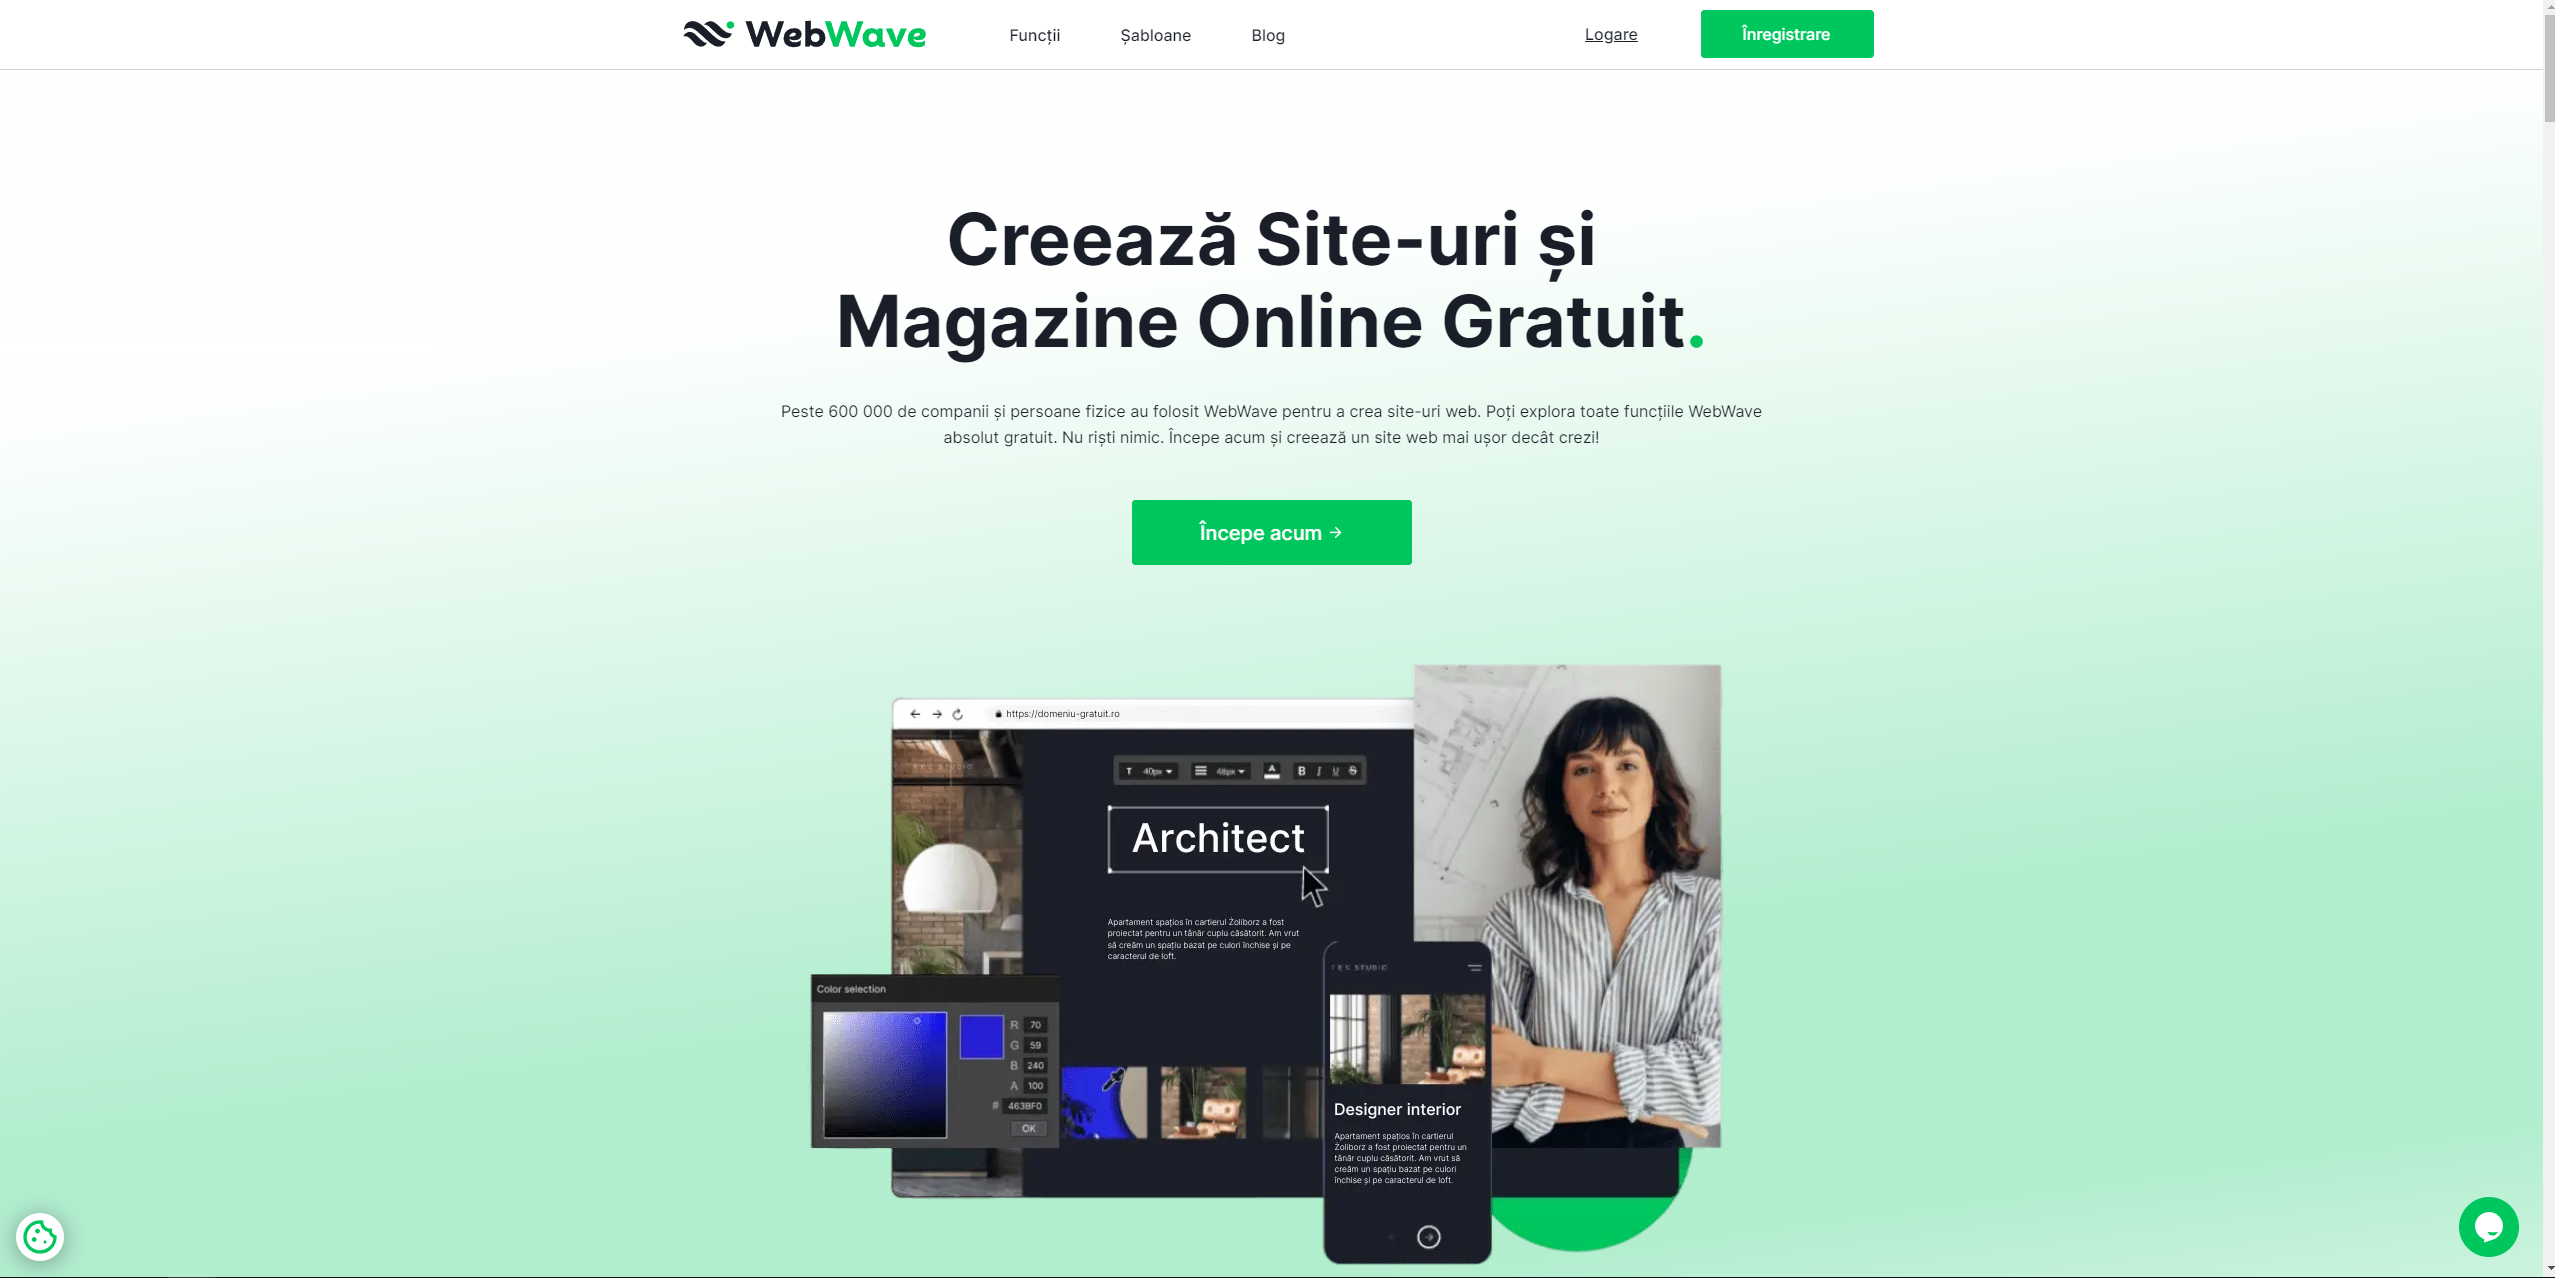 WebWave
Funcții
Șabloane
Blog
Logare
Înregistrare
Creează Site-uri și
Magazine Online Gratuit.
Peste 600 000 de companii și persoane fizice au folosit WebWave pentru a crea site-uri web. Poți explora toate funcțiile WebWave
absolut gratuit. Nu riști nimic. Începe acum și creează un site web mai ușor decât crezi!
Începe acum →
https://domeniu-gratuit.ro
T 40px 48px A B I U S
Architect
Apartament spațios în cartierul Żoliborz a fost
proiectat pentru un tânăr cuplu căsătorit. Am vrut
să creăm un spațiu bazat pe culori închise și pe
caracterul de loft.
Color selection
R 70
G 59
B 240
A 100
# 463BF0
OK
STUDIO
Designer interior
Apartament spațios în cartierul
Żoliborz a fost proiectat pentru un
tânăr cuplu căsătorit. Am vrut să
creăm un spațiu bazat pe culori
închise și pe caracterul de loft.